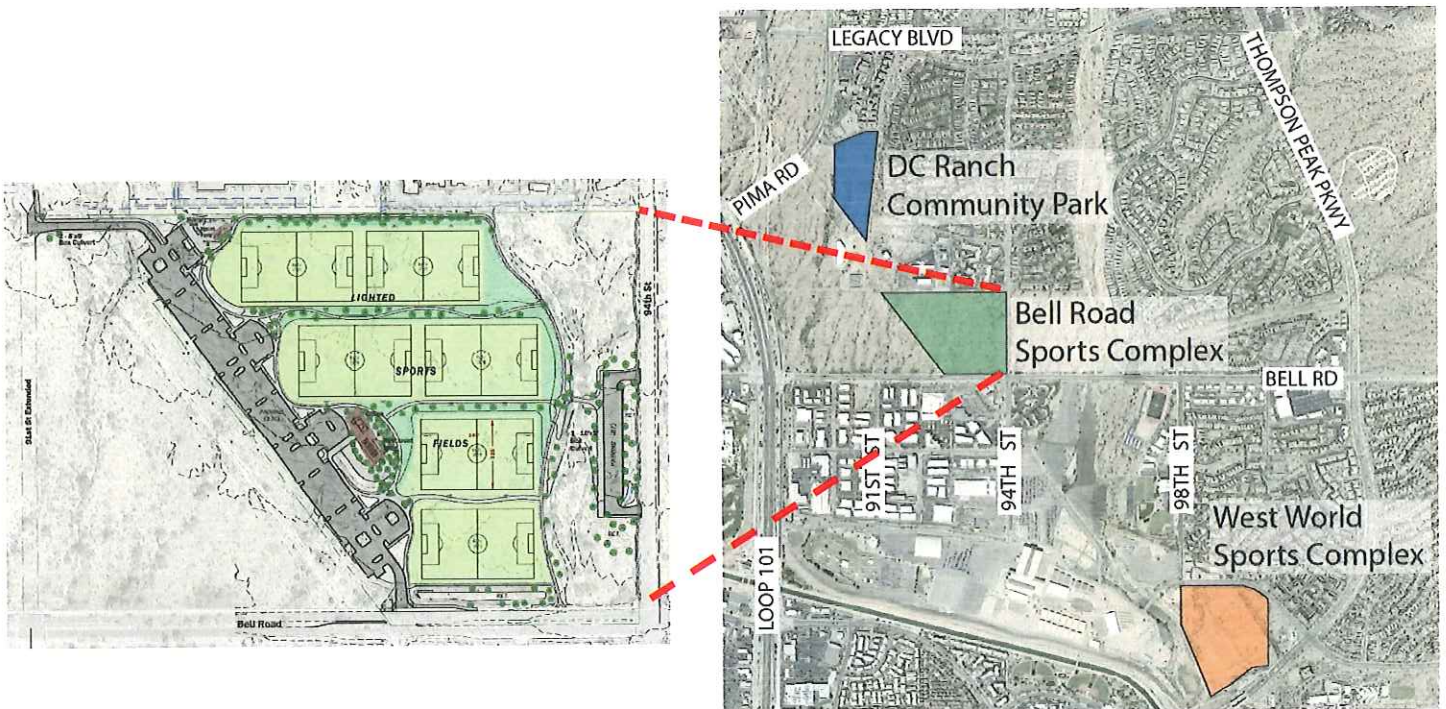 LEGACY BLVD
THOMPSON PEAK PKWY
PIMA RD
DC Ranch
Community Park
Bell Road
Sports Complex
BELL RD
91ST ST
94TH ST
98TH ST
West World
Sports Complex
LOOP 101
Box Culvert
LIGHTED
SPORTS
FIELDS
94th St
91st St Extended
Bell Road